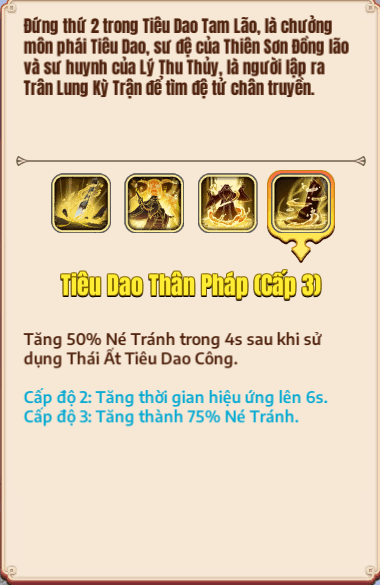 Đứng thứ 2 trong Tiêu Dao Tam Lão, là chưởng
môn phái Tiêu Dao, sư đệ của Thiên Sơn Đồng lão
và sư huynh của Lý Thu Thủy, là người lập ra
Trân Lung Kỳ Trận để tìm đệ tử chân truyền.
Tiêu Dao Thân Pháp (Cấp 3)
Tăng 50% Né Tránh trong 4s sau khi sử
dụng Thái Ất Tiêu Dao Công.
Cấp độ 2: Tăng thời gian hiệu ứng lên 6s.
Cấp độ 3: Tăng thành 75% Né Tránh.